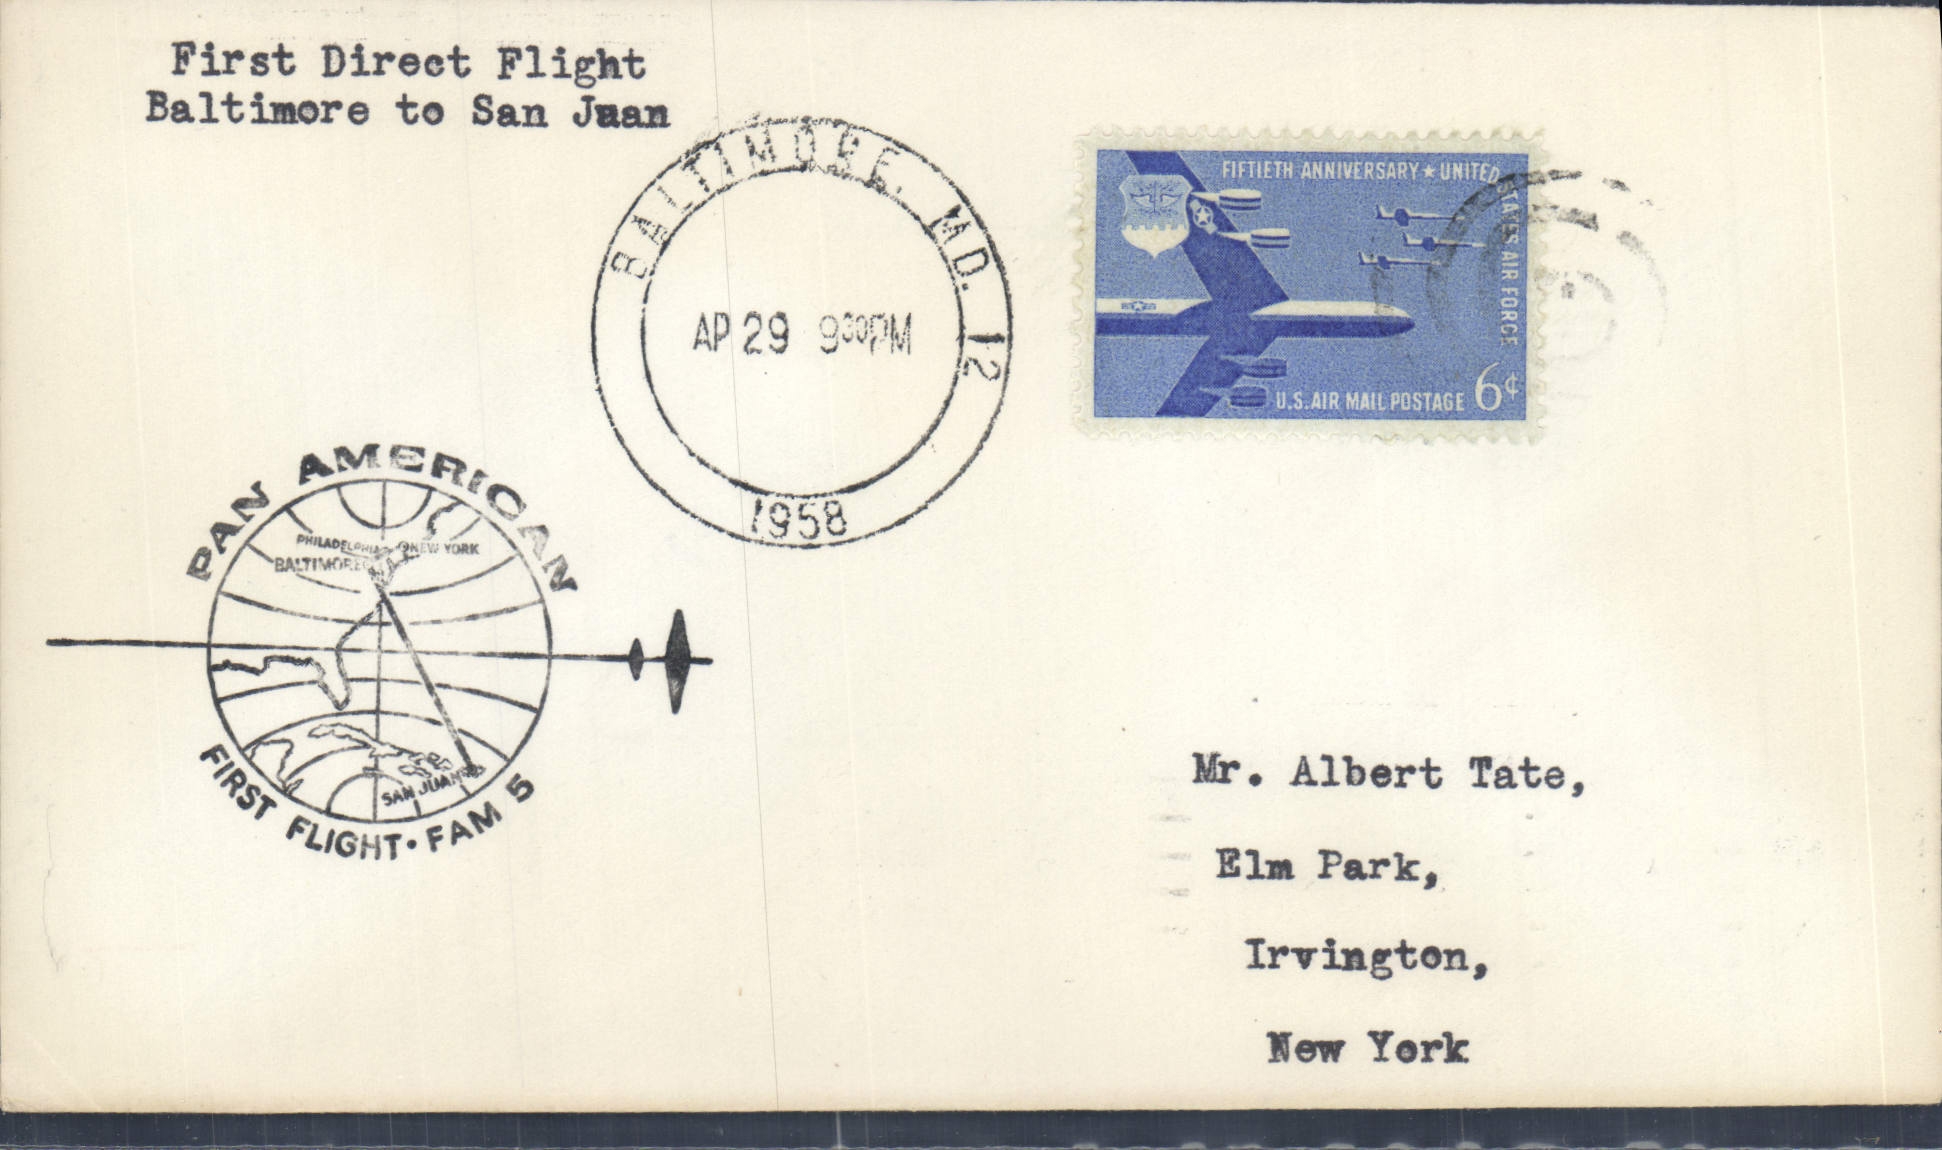 First Direct Flight
Baltimore to San Juan
BALTIMORE, MD. 12
AP 29 9 30PM
1958
FIFTIETH ANNIVERSARY ★ UNITED STATES AIR FORCE
U.S. AIR MAIL POSTAGE 6¢
PAN AMERICAN
PHILADELPHIA NEW YORK
BALTIMORE
SAN JUAN
FIRST FLIGHT · FAM 5
Mr. Albert Tate,
Elm Park,
Irvington,
New York